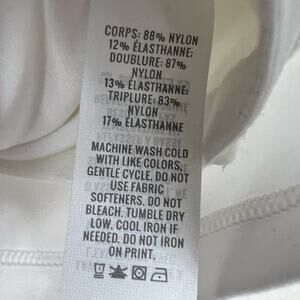 CORPS: 88% NYLON
12% ÉLASTHANNE;
DOUBLURE: 87%
NYLON
13% ÉLASTHANNE;
TRIPLURE: 83%
NYLON
17% ÉLASTHANNE
MACHINE WASH COLD
WITH LIKE COLORS,
GENTLE CYCLE. DO NOT
USE FABRIC
SOFTENERS. DO NOT
BLEACH. TUMBLE DRY
LOW. COOL IRON IF
NEEDED. DO NOT IRON
ON PRINT.